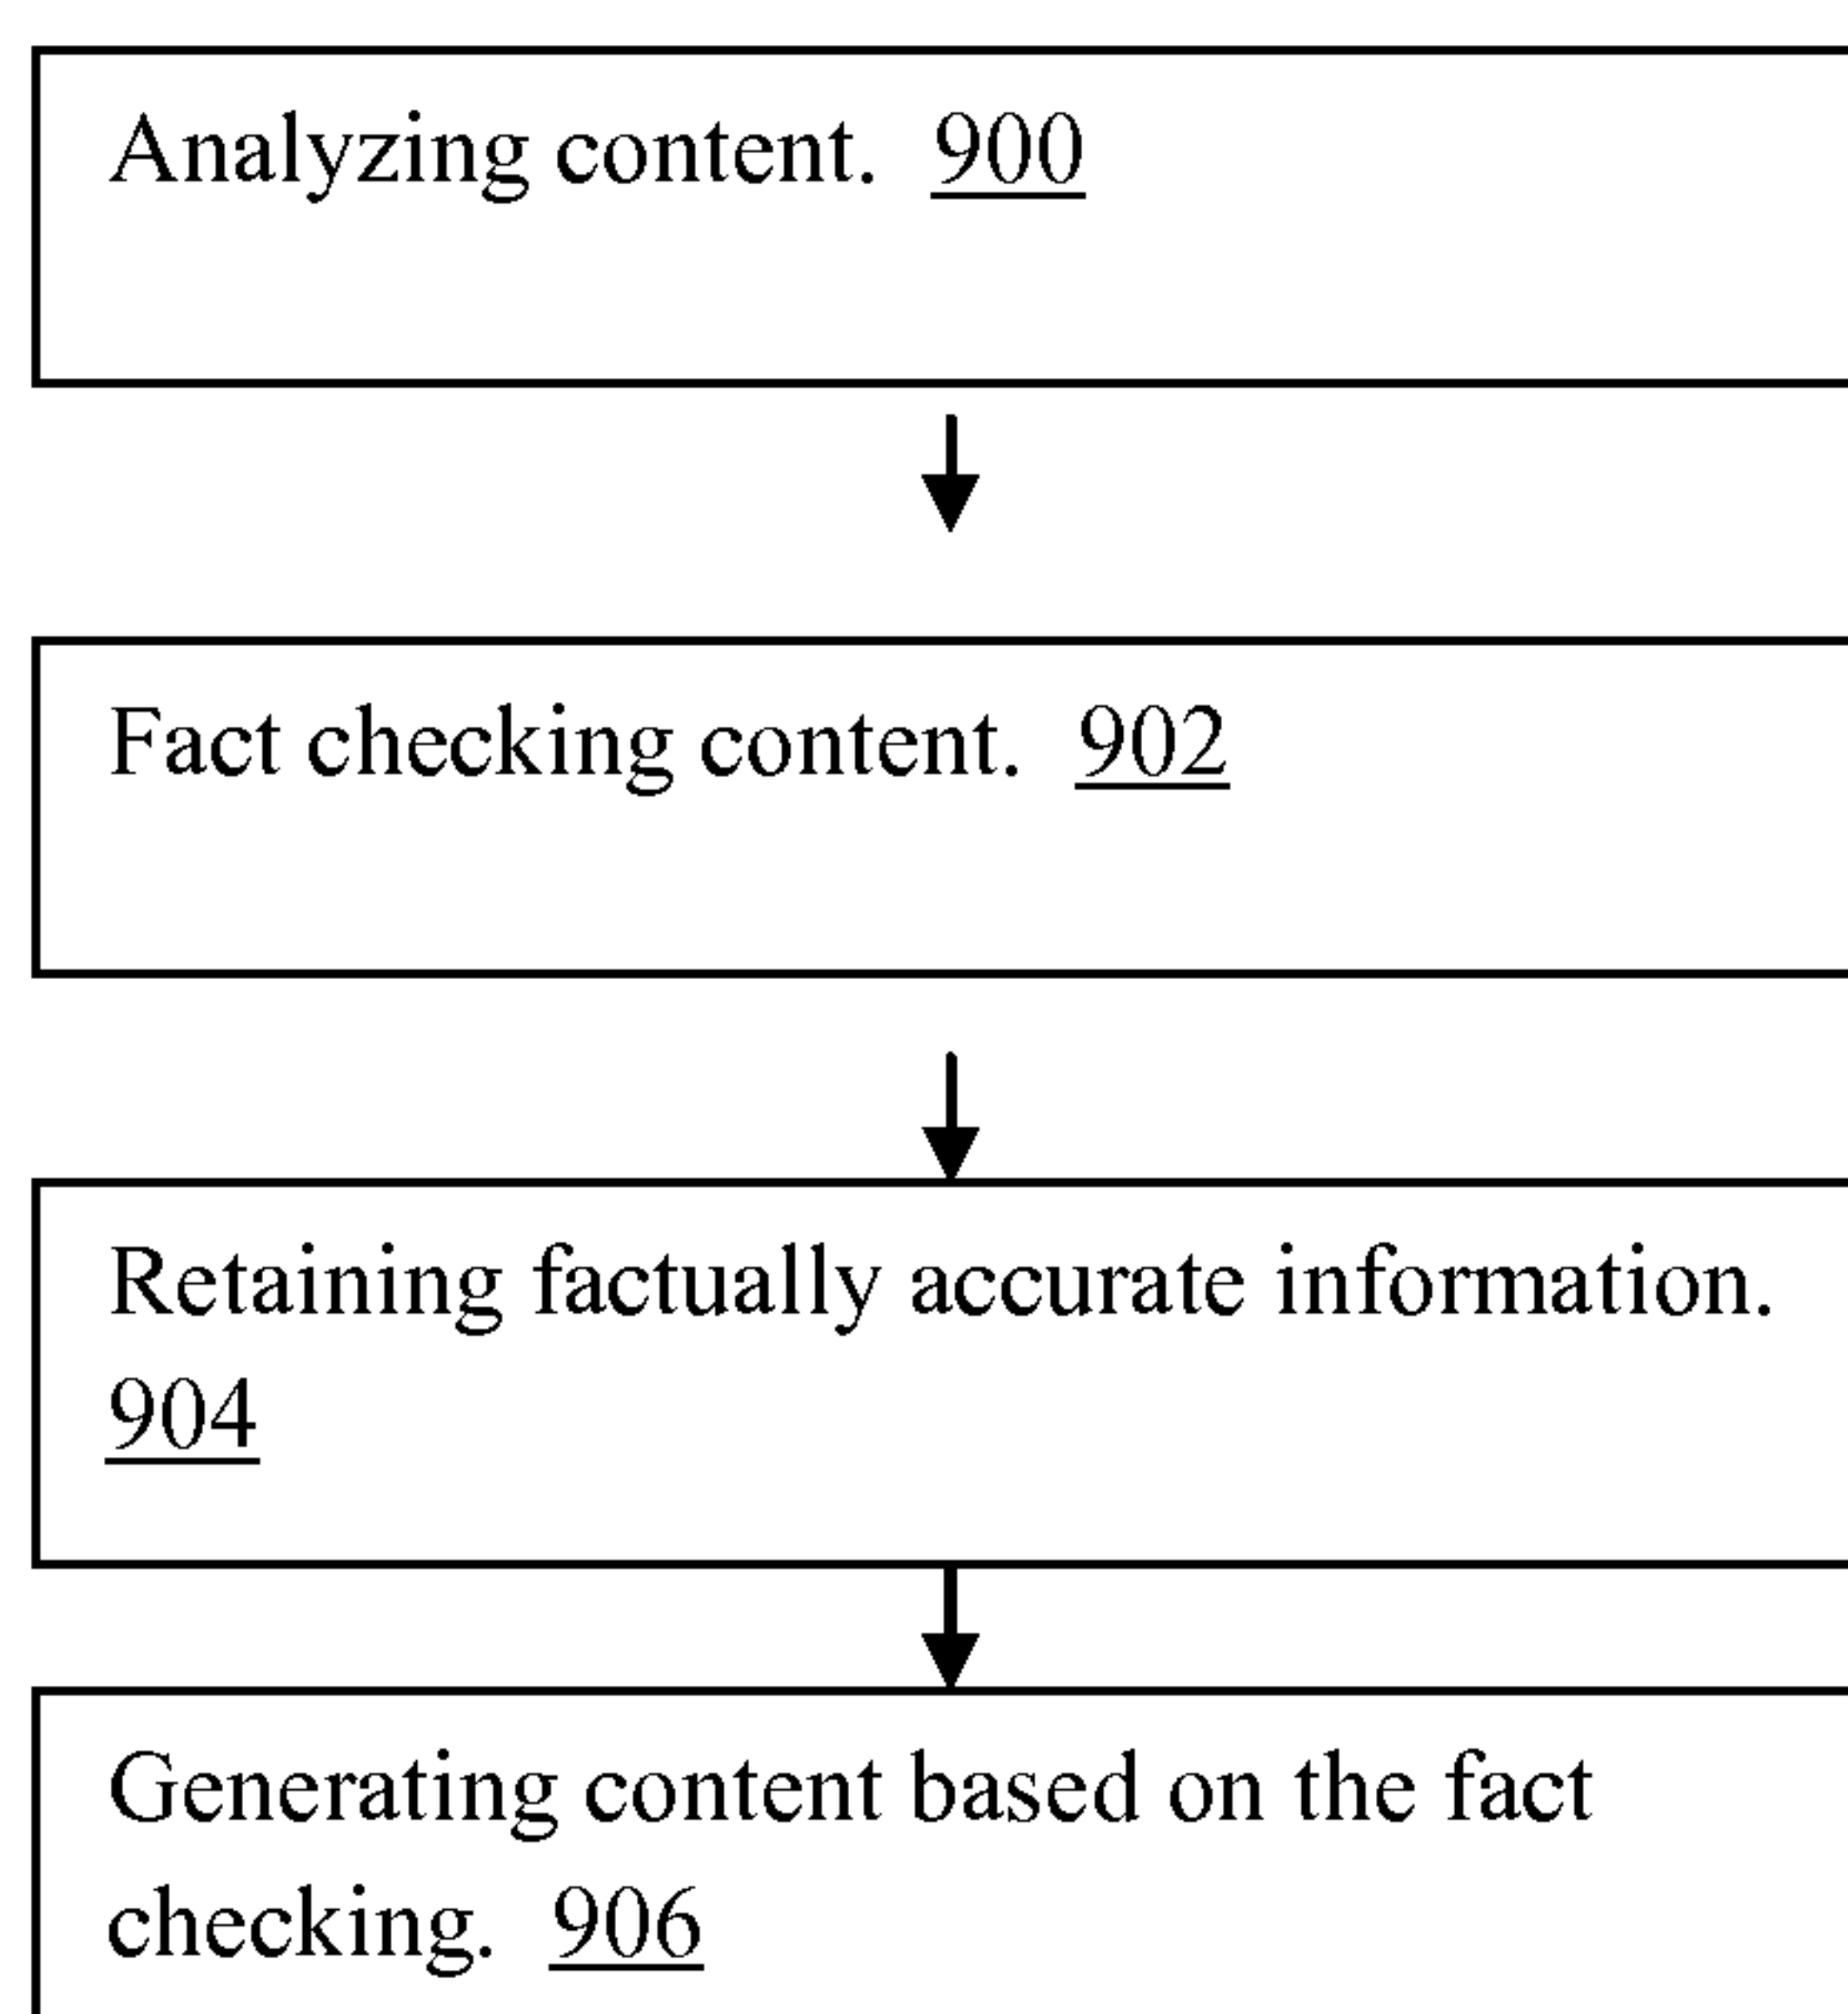 Analyzing content. 900
Fact checking content. 902
Retaining factually accurate information.
904
Generating content based on the fact
checking. 906